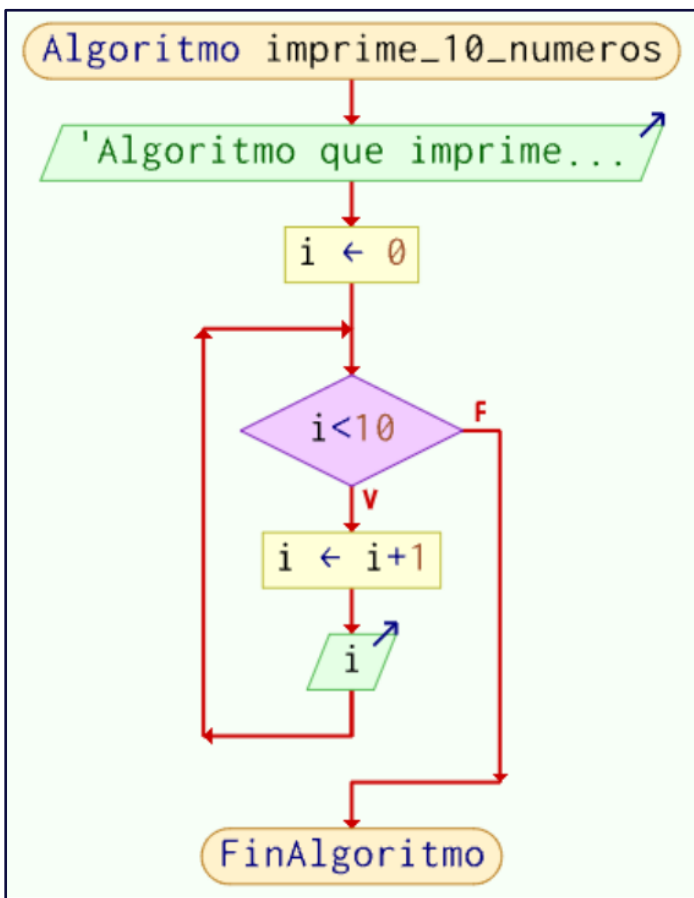 Algoritmo imprime_10_numeros
'Algoritmo que imprime...
i ← 0
i<10
F
V
i ← i+1
i
FinAlgoritmo